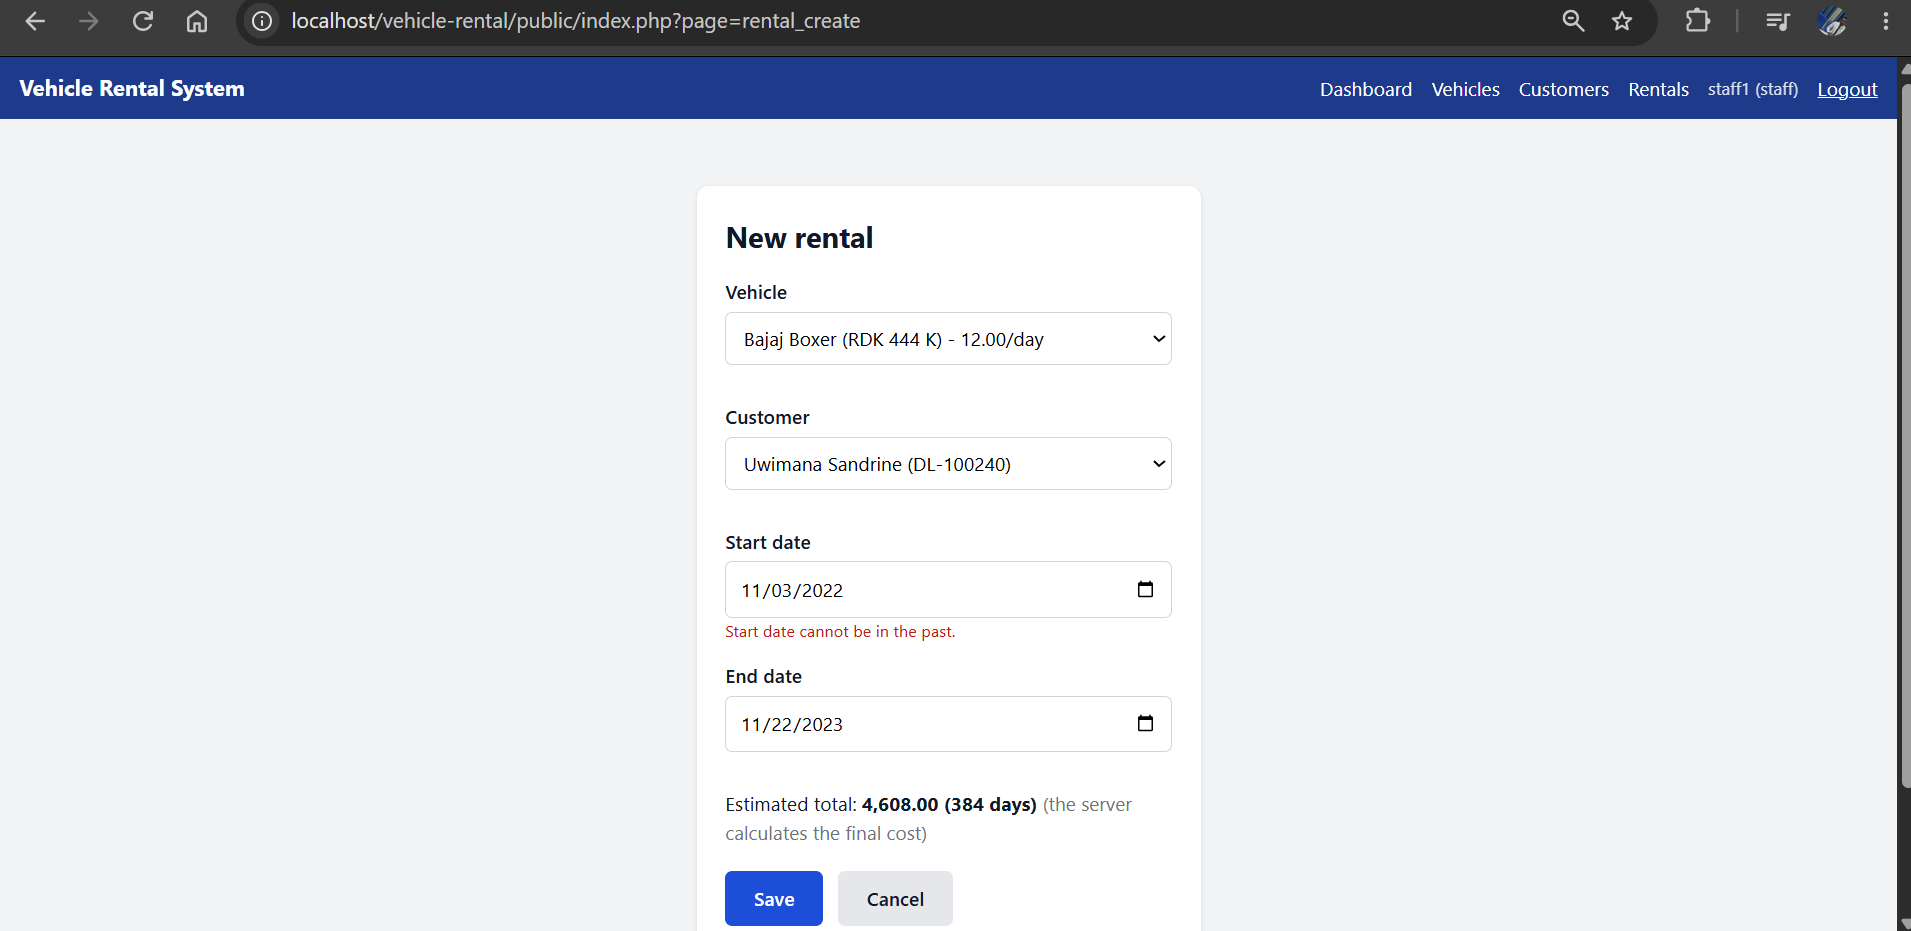 localhost/vehicle-rental/public/index.php?page=rental_create
Vehicle Rental System
Dashboard Vehicles Customers Rentals staff1 (staff) Logout
New rental
Vehicle
Bajaj Boxer (RDK 444 K) - 12.00/day
Customer
Uwimana Sandrine (DL-100240)
Start date
11/03/2022
Start date cannot be in the past.
End date
11/22/2023
Estimated total: 4,608.00 (384 days) (the server
calculates the final cost)
Save Cancel